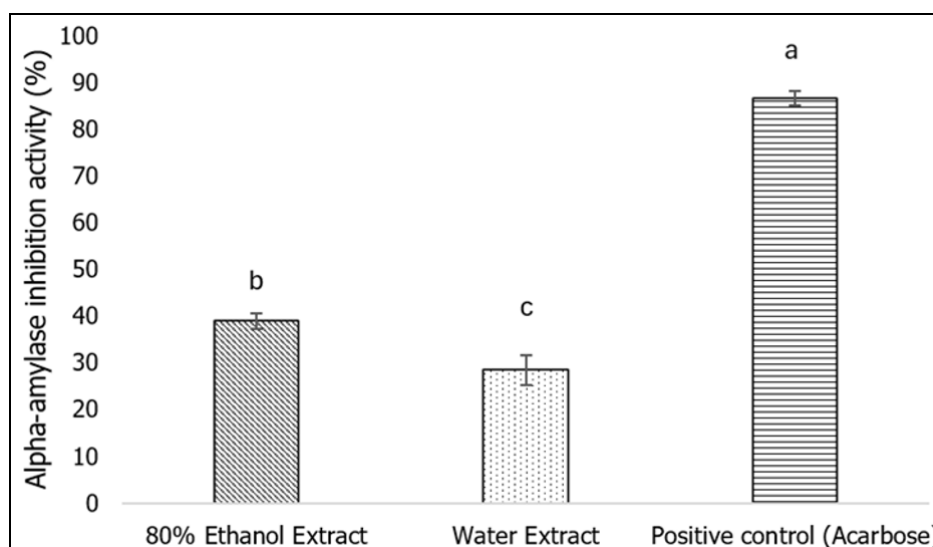 Alpha-amylase inhibition activity (%)
100
90
80
70
60
50
40
30
20
10
0
b
c
a
80% Ethanol Extract
Water Extract
Positive control (Acarbose)